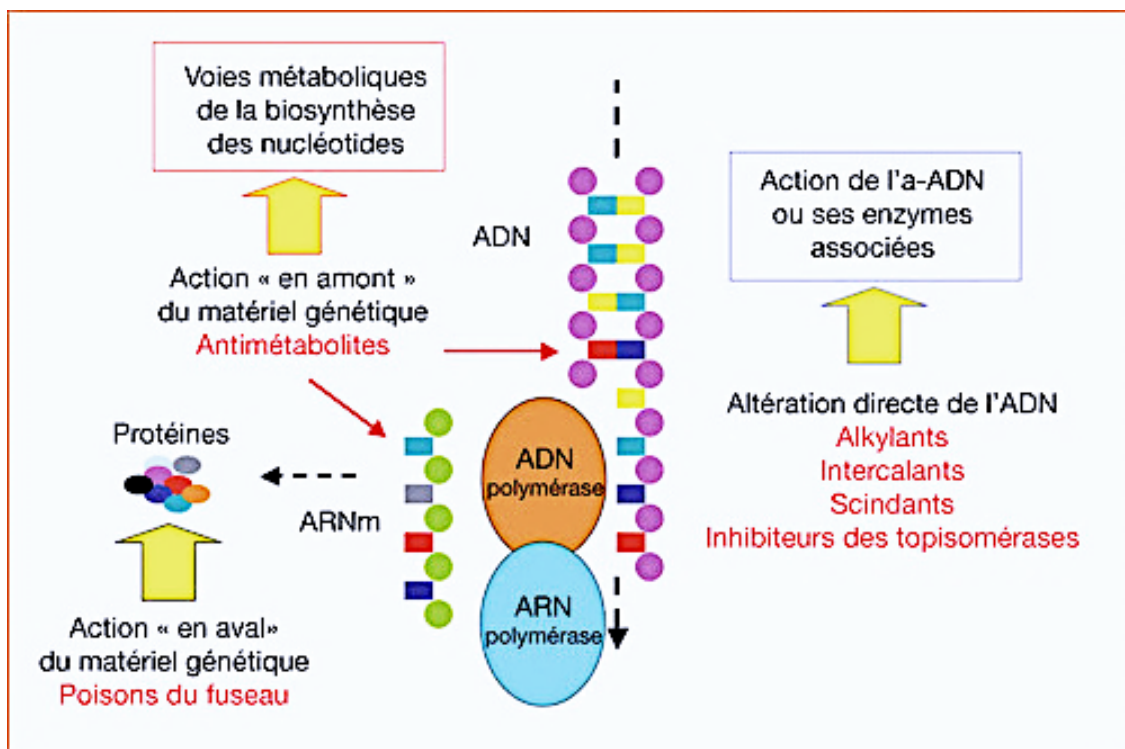 Voies métaboliques
de la biosynthèse
des nucléotides
Action « en amont »
du matériel génétique
Antimétabolites
ADN
Action de l'a-ADN
ou ses enzymes
associées
Altération directe de l'ADN
Alkylants
Intercalants
Scindants
Inhibiteurs des topisomérases
Protéines
ARNm
ADN
polymérase
ARN
polymérase
Action « en aval»
du matériel génétique
Poisons du fuseau